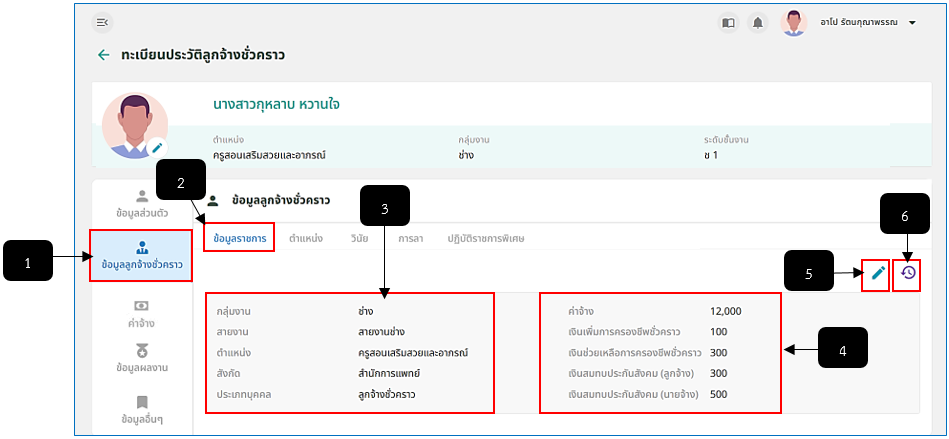 อาไป รัตนกุฌาพรรณ
ทะเบียนประวัติลูกจ้างชั่วคราว
นางสาวกุหลาบ หวานใจ
ตำแหน่ง กลุ่มงาน ระดับชั้นงาน
ครูสอนเสริมสวยและอาภรณ์ ช่าง ช 1
2
ข้อมูลส่วนตัว
ข้อมูลลูกจ้างชั่วคราว
3
6
ข้อมูลราชการ ตำแหน่ง วินัย การลา ปฏิบัติราชการพิเศษ
1
ข้อมูลลูกจ้างชั่วคราว
5
กลุ่มงาน ช่าง ค่าจ้าง 12,000
สายงาน สายงานช่าง เงินเพิ่มการครองชีพชั่วคราว 100
ตำแหน่ง ครูสอนเสริมสวยและอาภรณ์ เงินช่วยเหลือการครองชีพชั่วคราว 300
สังกัด สำนักการแพทย์ เงินสมทบประกันสังคม (ลูกจ้าง) 300
ประเภทบุคคล ลูกจ้างชั่วคราว เงินสมทบประกันสังคม (นายจ้าง) 500
4
ค่าจ้าง
ข้อมูลผลงาน
ข้อมูลอื่นๆ